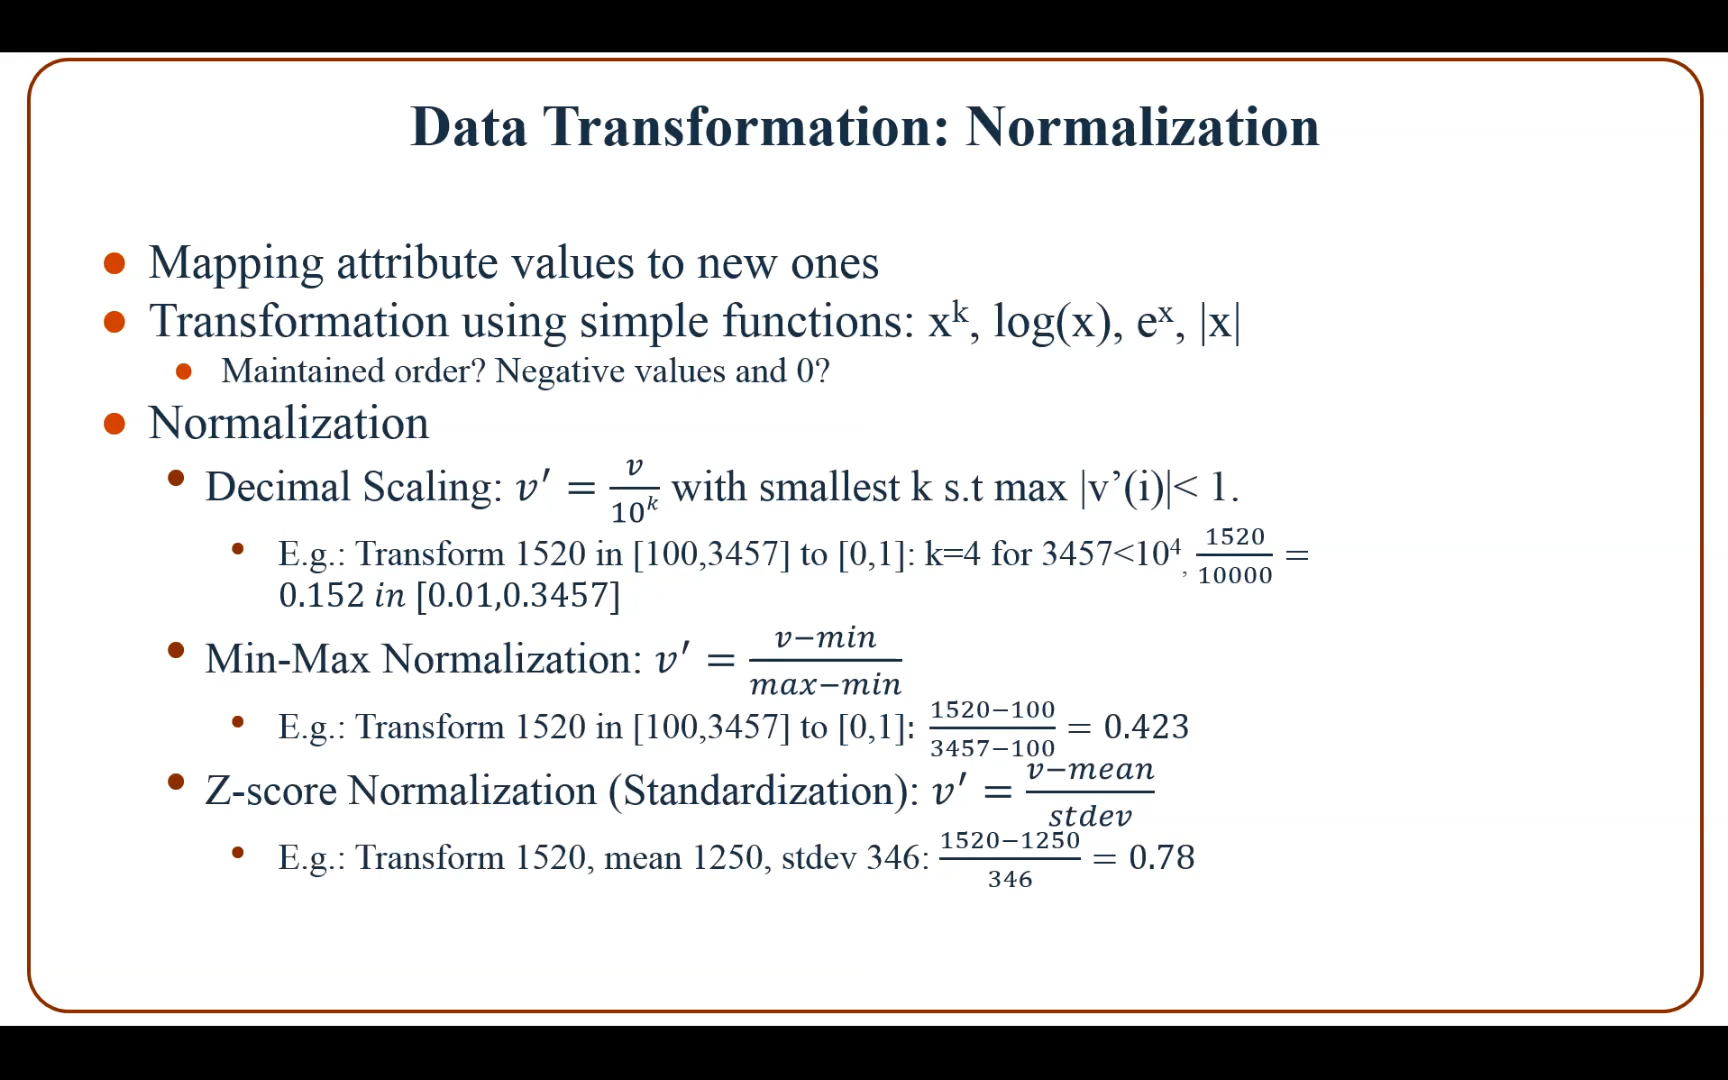 Data Transformation: Normalization
• Mapping attribute values to new ones
• Transformation using simple functions: xᵏ, log(x), eˣ, |x|
• Maintained order? Negative values and 0?
• Normalization
• Decimal Scaling: 𝑣′ = 𝑣/10ᵏ with smallest k s.t max |v’(i)|< 1.
• E.g.: Transform 1520 in [100,3457] to [0,1]: k=4 for 3457<10⁴, 1520/10000 =
0.152 𝑖𝑛 [0.01,0.3457]
• Min-Max Normalization: 𝑣′ = (𝑣−𝑚𝑖𝑛)/(𝑚𝑎𝑥−𝑚𝑖𝑛)
• E.g.: Transform 1520 in [100,3457] to [0,1]: (1520−100)/(3457−100) = 0.423
• Z-score Normalization (Standardization): 𝑣′ = (𝑣−𝑚𝑒𝑎𝑛)/𝑠𝑡𝑑𝑒𝑣
• E.g.: Transform 1520, mean 1250, stdev 346: (1520−1250)/346 = 0.78